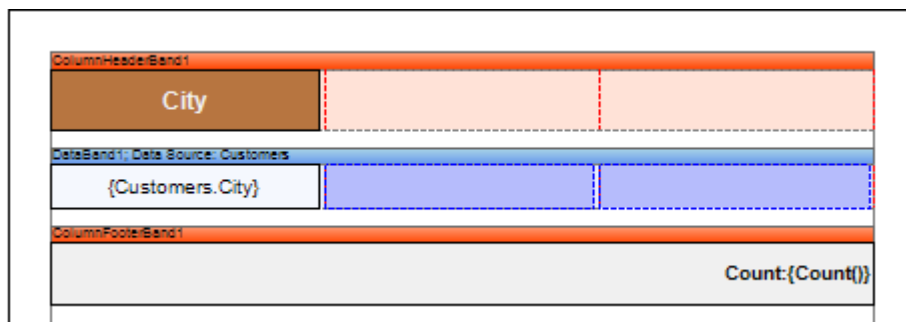 ColumnHeaderBand1
City
DataBand1; Data Source: Customers
{Customers.City}
ColumnFooterBand1
Count:{Count()}